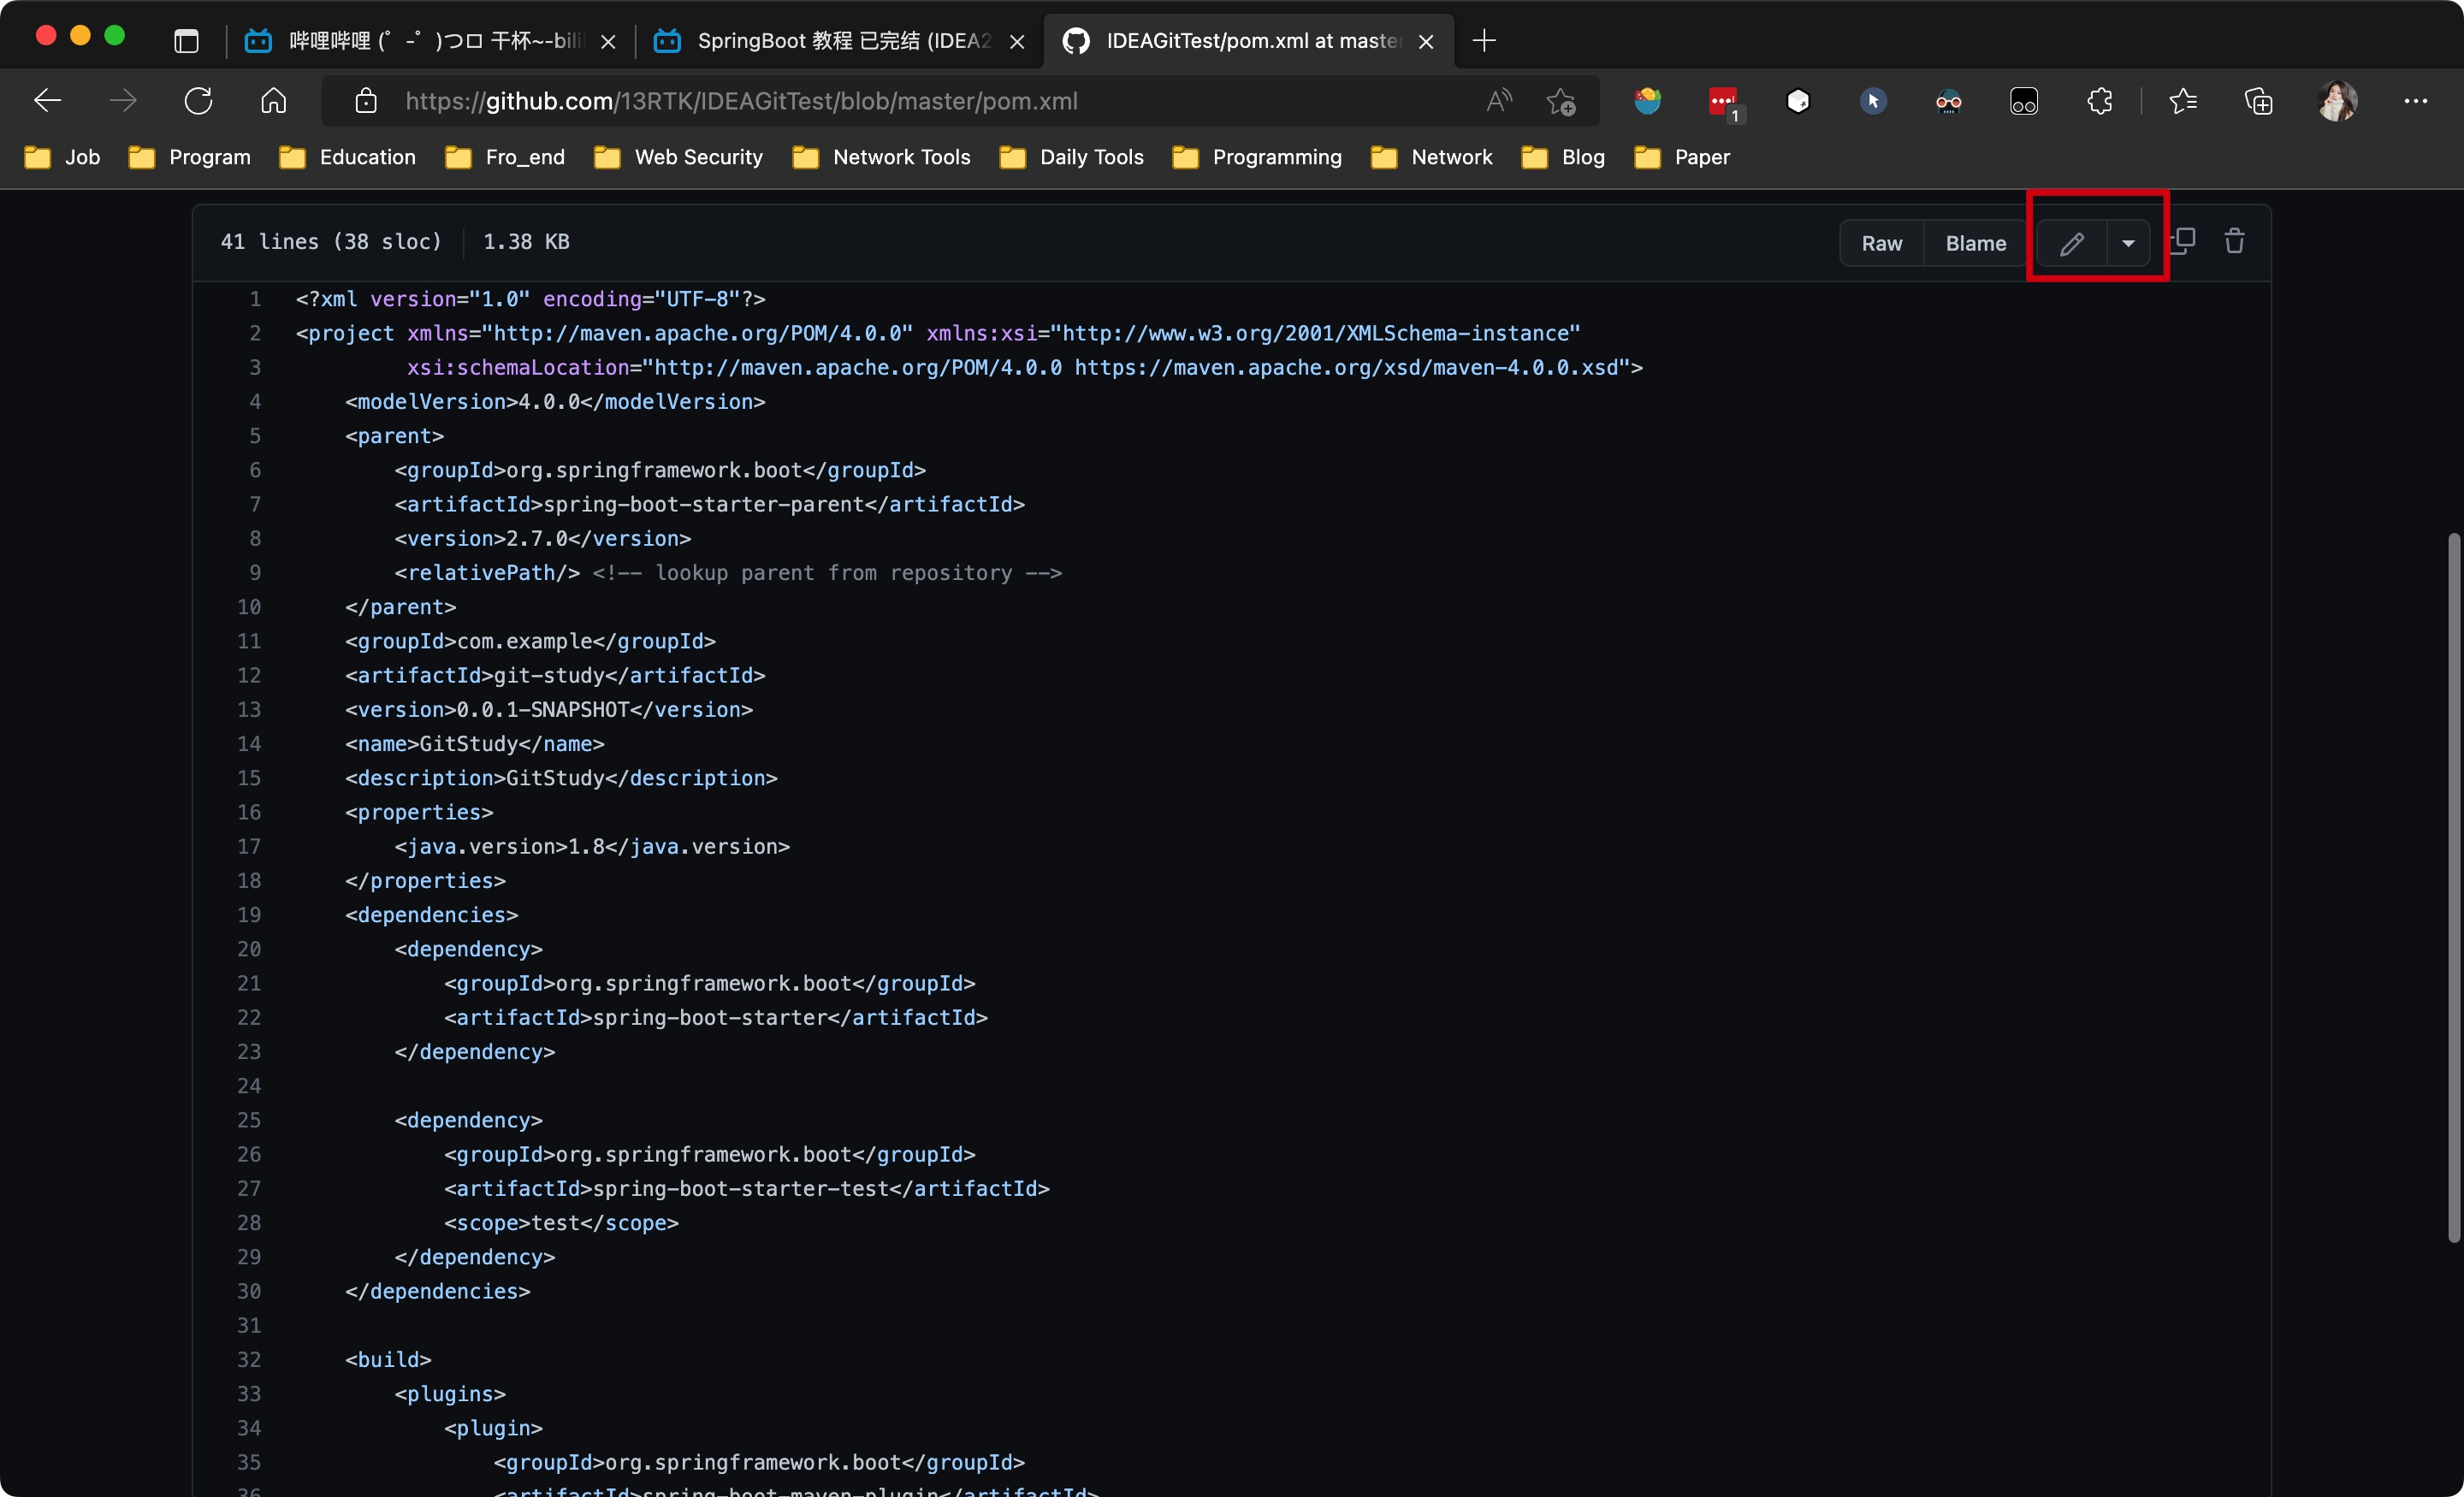 哔哩哔哩 (゜-゜)つロ 干杯~-bili
SpringBoot 教程 已完结 (IDEA2
IDEAGitTest/pom.xml at master
https://github.com/13RTK/IDEAGitTest/blob/master/pom.xml
1
Job
Program
Education
Fro_end
Web Security
Network Tools
Daily Tools
Programming
Network
Blog
Paper
41 lines (38 sloc)
1.38 KB
Raw
Blame
1 <?xml version="1.0" encoding="UTF-8"?>
2 <project xmlns="http://maven.apache.org/POM/4.0.0" xmlns:xsi="http://www.w3.org/2001/XMLSchema-instance"
3 xsi:schemaLocation="http://maven.apache.org/POM/4.0.0 https://maven.apache.org/xsd/maven-4.0.0.xsd">
4 <modelVersion>4.0.0</modelVersion>
5 <parent>
6 <groupId>org.springframework.boot</groupId>
7 <artifactId>spring-boot-starter-parent</artifactId>
8 <version>2.7.0</version>
9 <relativePath/> <!-- lookup parent from repository -->
10 </parent>
11 <groupId>com.example</groupId>
12 <artifactId>git-study</artifactId>
13 <version>0.0.1-SNAPSHOT</version>
14 <name>GitStudy</name>
15 <description>GitStudy</description>
16 <properties>
17 <java.version>1.8</java.version>
18 </properties>
19 <dependencies>
20 <dependency>
21 <groupId>org.springframework.boot</groupId>
22 <artifactId>spring-boot-starter</artifactId>
23 </dependency>
24
25 <dependency>
26 <groupId>org.springframework.boot</groupId>
27 <artifactId>spring-boot-starter-test</artifactId>
28 <scope>test</scope>
29 </dependency>
30 </dependencies>
31
32 <build>
33 <plugins>
34 <plugin>
35 <groupId>org.springframework.boot</groupId>
36 <artifactId>spring-boot-maven-plugin</artifactId>